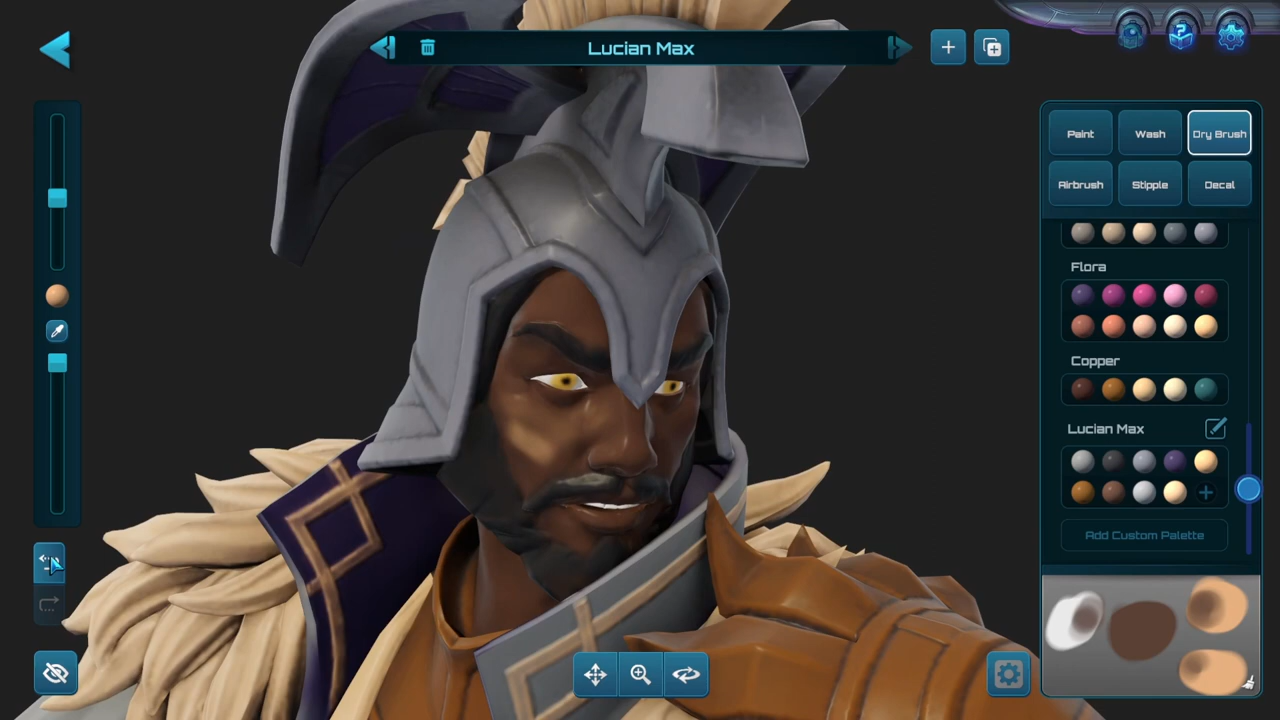 Lucian Max
Paint
Wash
Dry Brush
Airbrush
Stipple
Decal
Flora
Copper
Lucian Max
Add Custom Palette